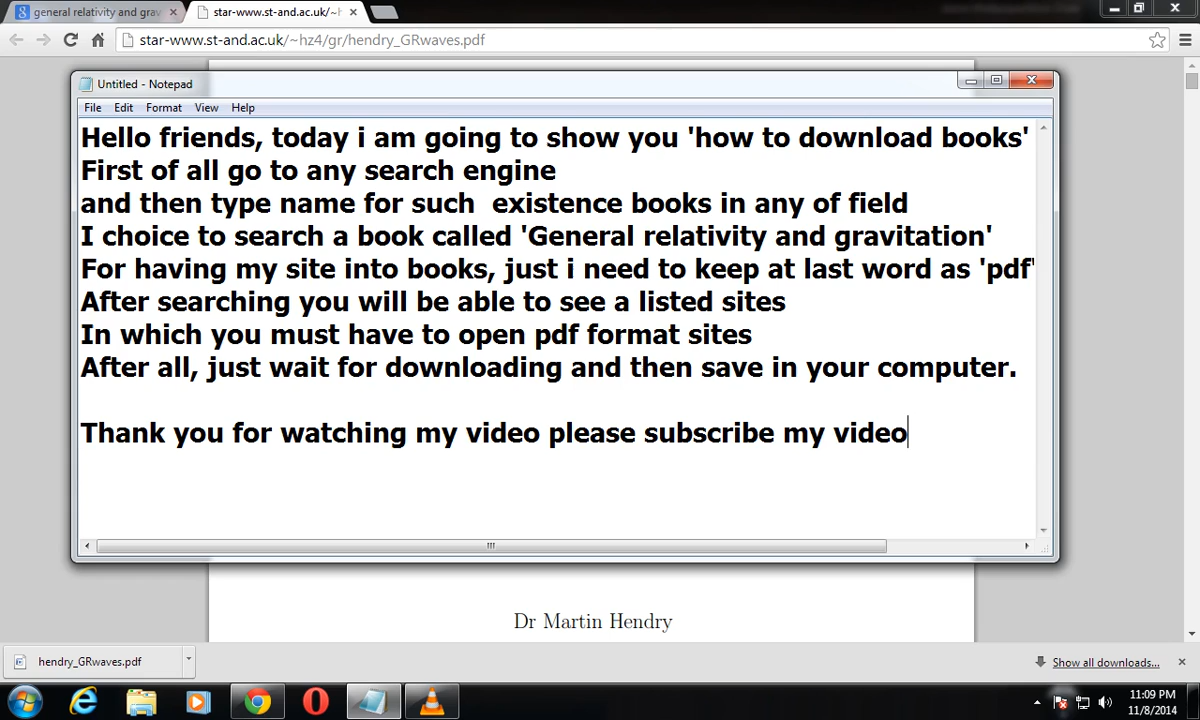 general relativity and grav
star-www.st-and.ac.uk/~h
star-www.st-and.ac.uk/~hz4/gr/hendry_GRwaves.pdf
Untitled - Notepad
File Edit Format View Help
Hello friends, today i am going to show you 'how to download books'
First of all go to any search engine
and then type name for such  existence books in any of field
I choice to search a book called 'General relativity and gravitation'
For having my site into books, just i need to keep at last word as 'pdf'
After searching you will be able to see a listed sites
In which you must have to open pdf format sites
After all, just wait for downloading and then save in your computer.
Thank you for watching my video please subscribe my video
Dr Martin Hendry
hendry_GRwaves.pdf
Show all downloads...
11:09 PM
11/8/2014